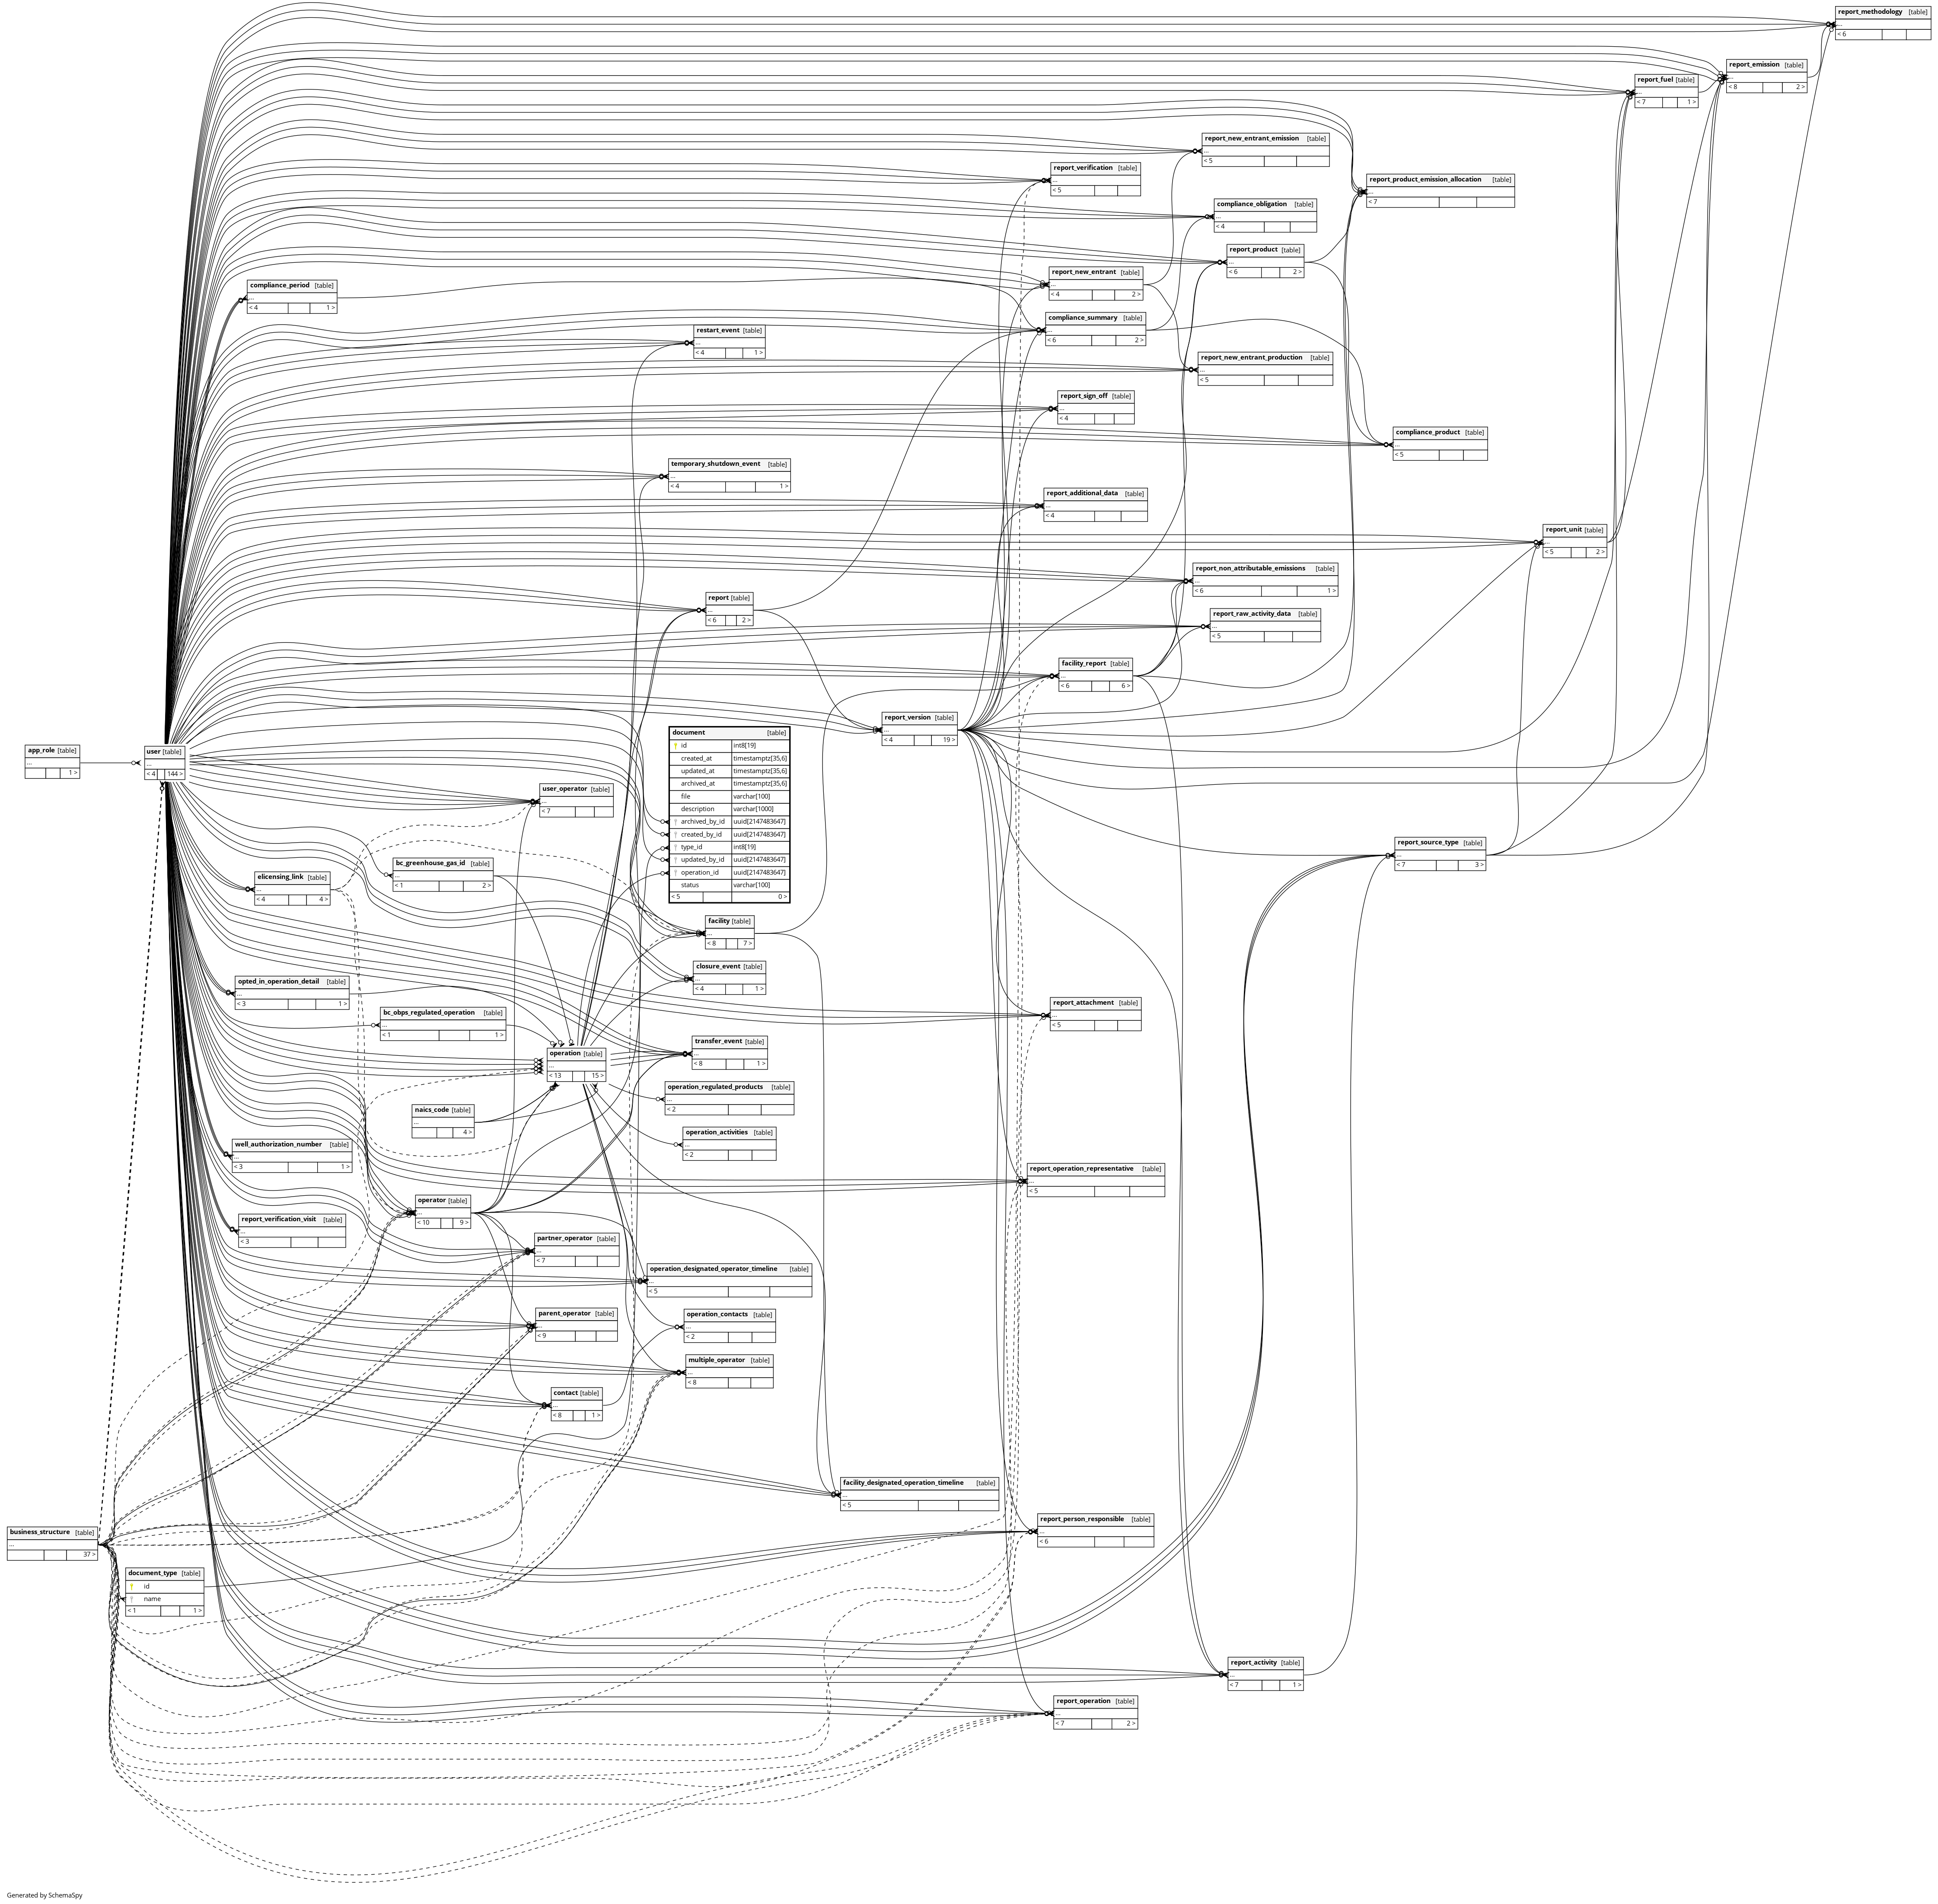 report_methodology [table]
...
< 6
report_emission [table]
...
< 8 2 >
report_fuel [table]
...
< 7 1 >
report_new_entrant_emission [table]
...
< 5
report_verification [table]
...
< 5
report_product_emission_allocation [table]
...
< 7
compliance_obligation [table]
...
< 4
report_product [table]
...
< 6 2 >
report_new_entrant [table]
...
< 4 2 >
compliance_period [table]
...
< 4 1 >
compliance_summary [table]
...
< 6 2 >
restart_event [table]
...
< 4 1 >
report_new_entrant_production [table]
...
< 5
report_sign_off [table]
...
< 4
compliance_product [table]
...
< 5
temporary_shutdown_event [table]
...
< 4 1 >
report_additional_data [table]
...
< 4
report_unit [table]
...
< 5 2 >
report_non_attributable_emissions [table]
...
< 6 1 >
report [table]
...
< 6 2 >
report_raw_activity_data [table]
...
< 5
facility_report [table]
...
< 6 6 >
report_version [table]
...
< 4 19 >
document [table]
id int8[19]
created_at timestamptz[35,6]
updated_at timestamptz[35,6]
archived_at timestamptz[35,6]
file varchar[100]
description varchar[1000]
archived_by_id uuid[2147483647]
created_by_id uuid[2147483647]
type_id int8[19]
updated_by_id uuid[2147483647]
operation_id uuid[2147483647]
status varchar[100]
< 5 0 >
app_role [table]
...
1 >
user [table]
...
< 4 144 >
user_operator [table]
...
< 7
report_source_type [table]
...
< 7 3 >
bc_greenhouse_gas_id [table]
...
< 1 2 >
elicensing_link [table]
...
< 4 4 >
facility [table]
...
< 8 7 >
closure_event [table]
...
< 4 1 >
opted_in_operation_detail [table]
...
< 3 1 >
report_attachment [table]
...
< 5
bc_obps_regulated_operation [table]
...
< 1 1 >
transfer_event [table]
...
< 8 1 >
operation [table]
...
< 13 15 >
operation_regulated_products [table]
...
< 2
naics_code [table]
...
4 >
operation_activities [table]
...
< 2
well_authorization_number [table]
...
< 3 1 >
report_operation_representative [table]
...
< 5
operator [table]
...
< 10 9 >
report_verification_visit [table]
...
< 3
partner_operator [table]
...
< 7
operation_designated_operator_timeline [table]
...
< 5
parent_operator [table]
...
< 9
operation_contacts [table]
...
< 2
multiple_operator [table]
...
< 8
contact [table]
...
< 8 1 >
facility_designated_operation_timeline [table]
...
< 5
report_person_responsible [table]
...
< 6
business_structure [table]
...
37 >
document_type [table]
id
name
< 1 1 >
report_activity [table]
...
< 7 1 >
report_operation [table]
...
< 7 2 >
Generated by SchemaSpy